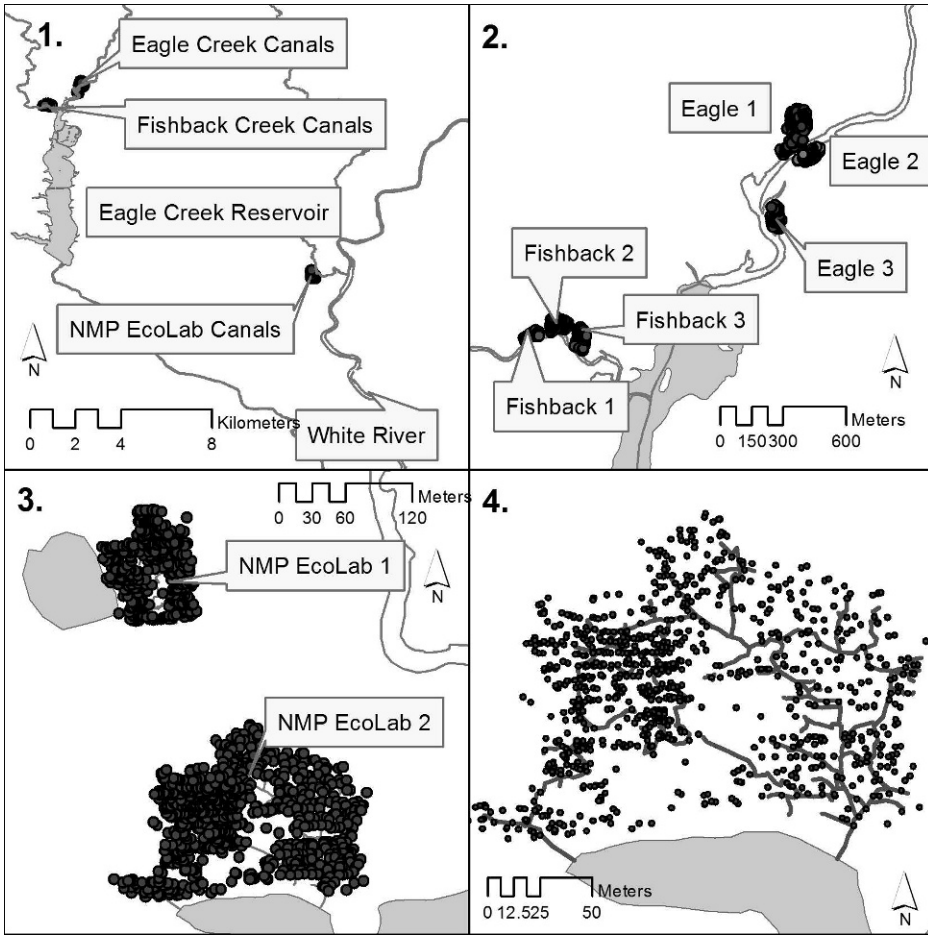 1.
Eagle Creek Canals
Fishback Creek Canals
Eagle Creek Reservoir
NMP EcoLab Canals
White River
N
Kilometers
0 2 4 8
2.
Eagle 1
Eagle 2
Eagle 3
Fishback 2
Fishback 3
Fishback 1
N
Meters
0 150300 600
3.
Meters
0 30 60 120
NMP EcoLab 1
N
NMP EcoLab 2
4.
Meters
0 12.525 50
N